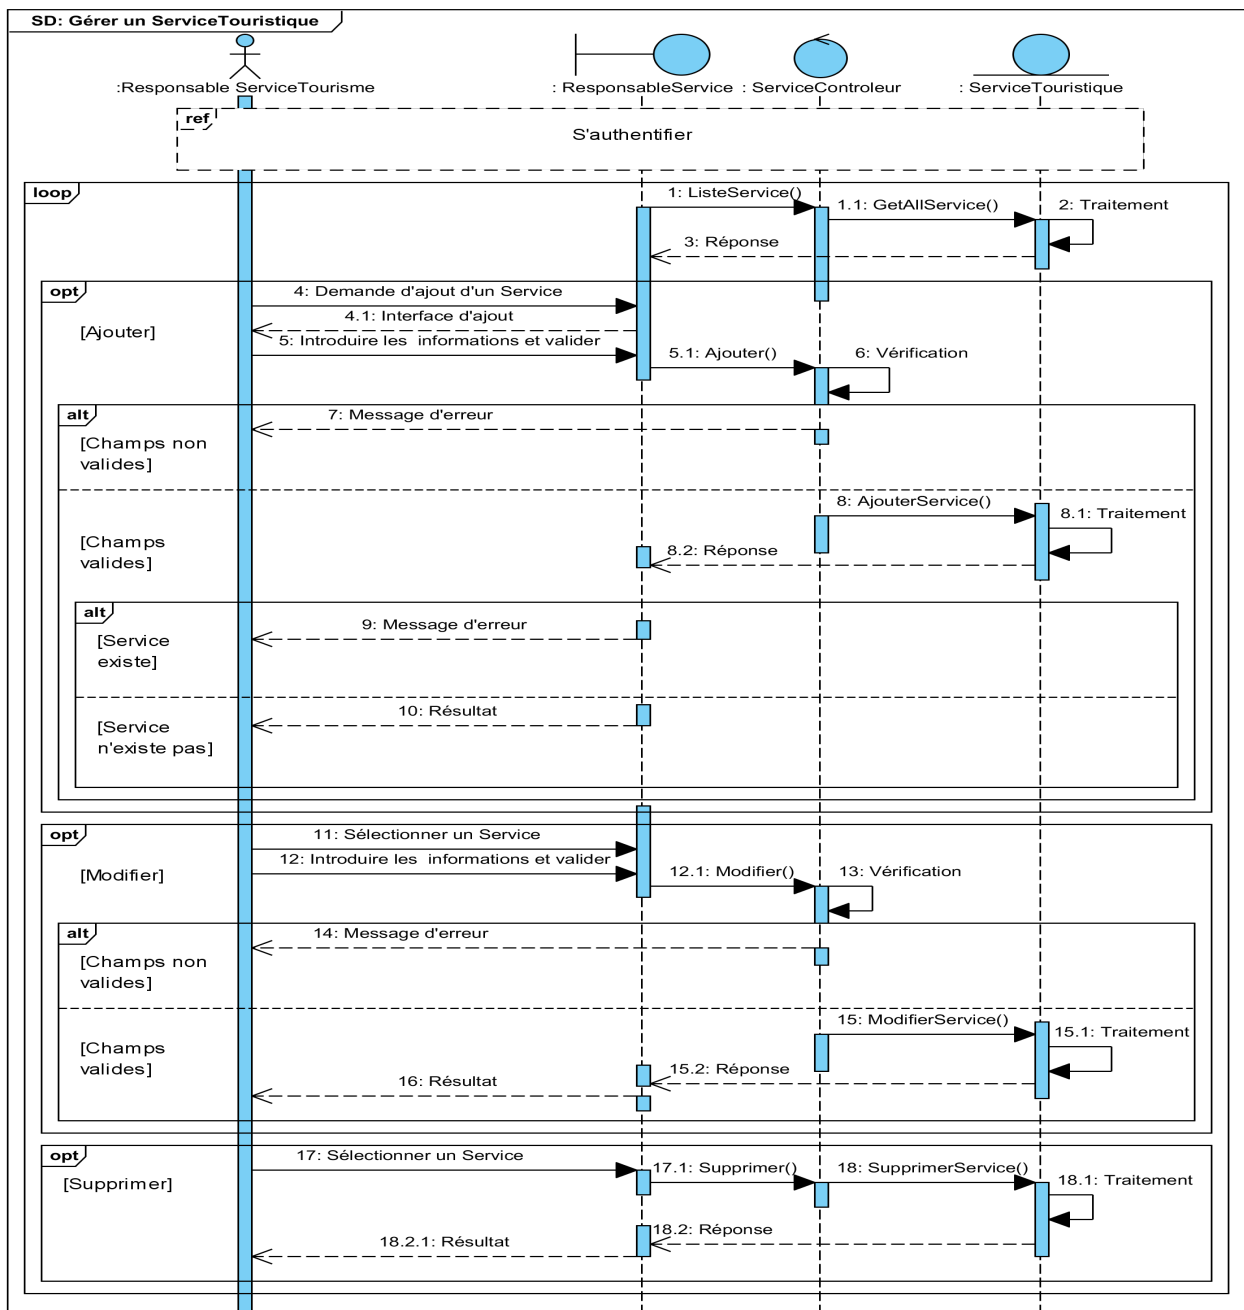 SD: Gérer un ServiceTouristique
:Responsable ServiceTourisme
: ResponsableService
: ServiceControleur
: ServiceTouristique
ref
S'authentifier
loop
1: ListeService()
1.1: GetAllService()
2: Traitement
3: Réponse
opt
4: Demande d'ajout d'un Service
[Ajouter]
4.1: Interface d'ajout
5: Introduire les informations et valider
5.1: Ajouter()
6: Vérification
alt
7: Message d'erreur
[Champs non
valides]
8: AjouterService()
8.1: Traitement
[Champs
valides]
8.2: Réponse
alt
9: Message d'erreur
[Service
existe]
10: Résultat
[Service
n'existe pas]
opt
11: Sélectionner un Service
12: Introduire les informations et valider
[Modifier]
12.1: Modifier()
13: Vérification
alt
14: Message d'erreur
[Champs non
valides]
15: ModifierService()
15.1: Traitement
[Champs
valides]
15.2: Réponse
16: Résultat
opt
17: Sélectionner un Service
[Supprimer]
17.1: Supprimer()
18: SupprimerService()
18.1: Traitement
18.2: Réponse
18.2.1: Résultat